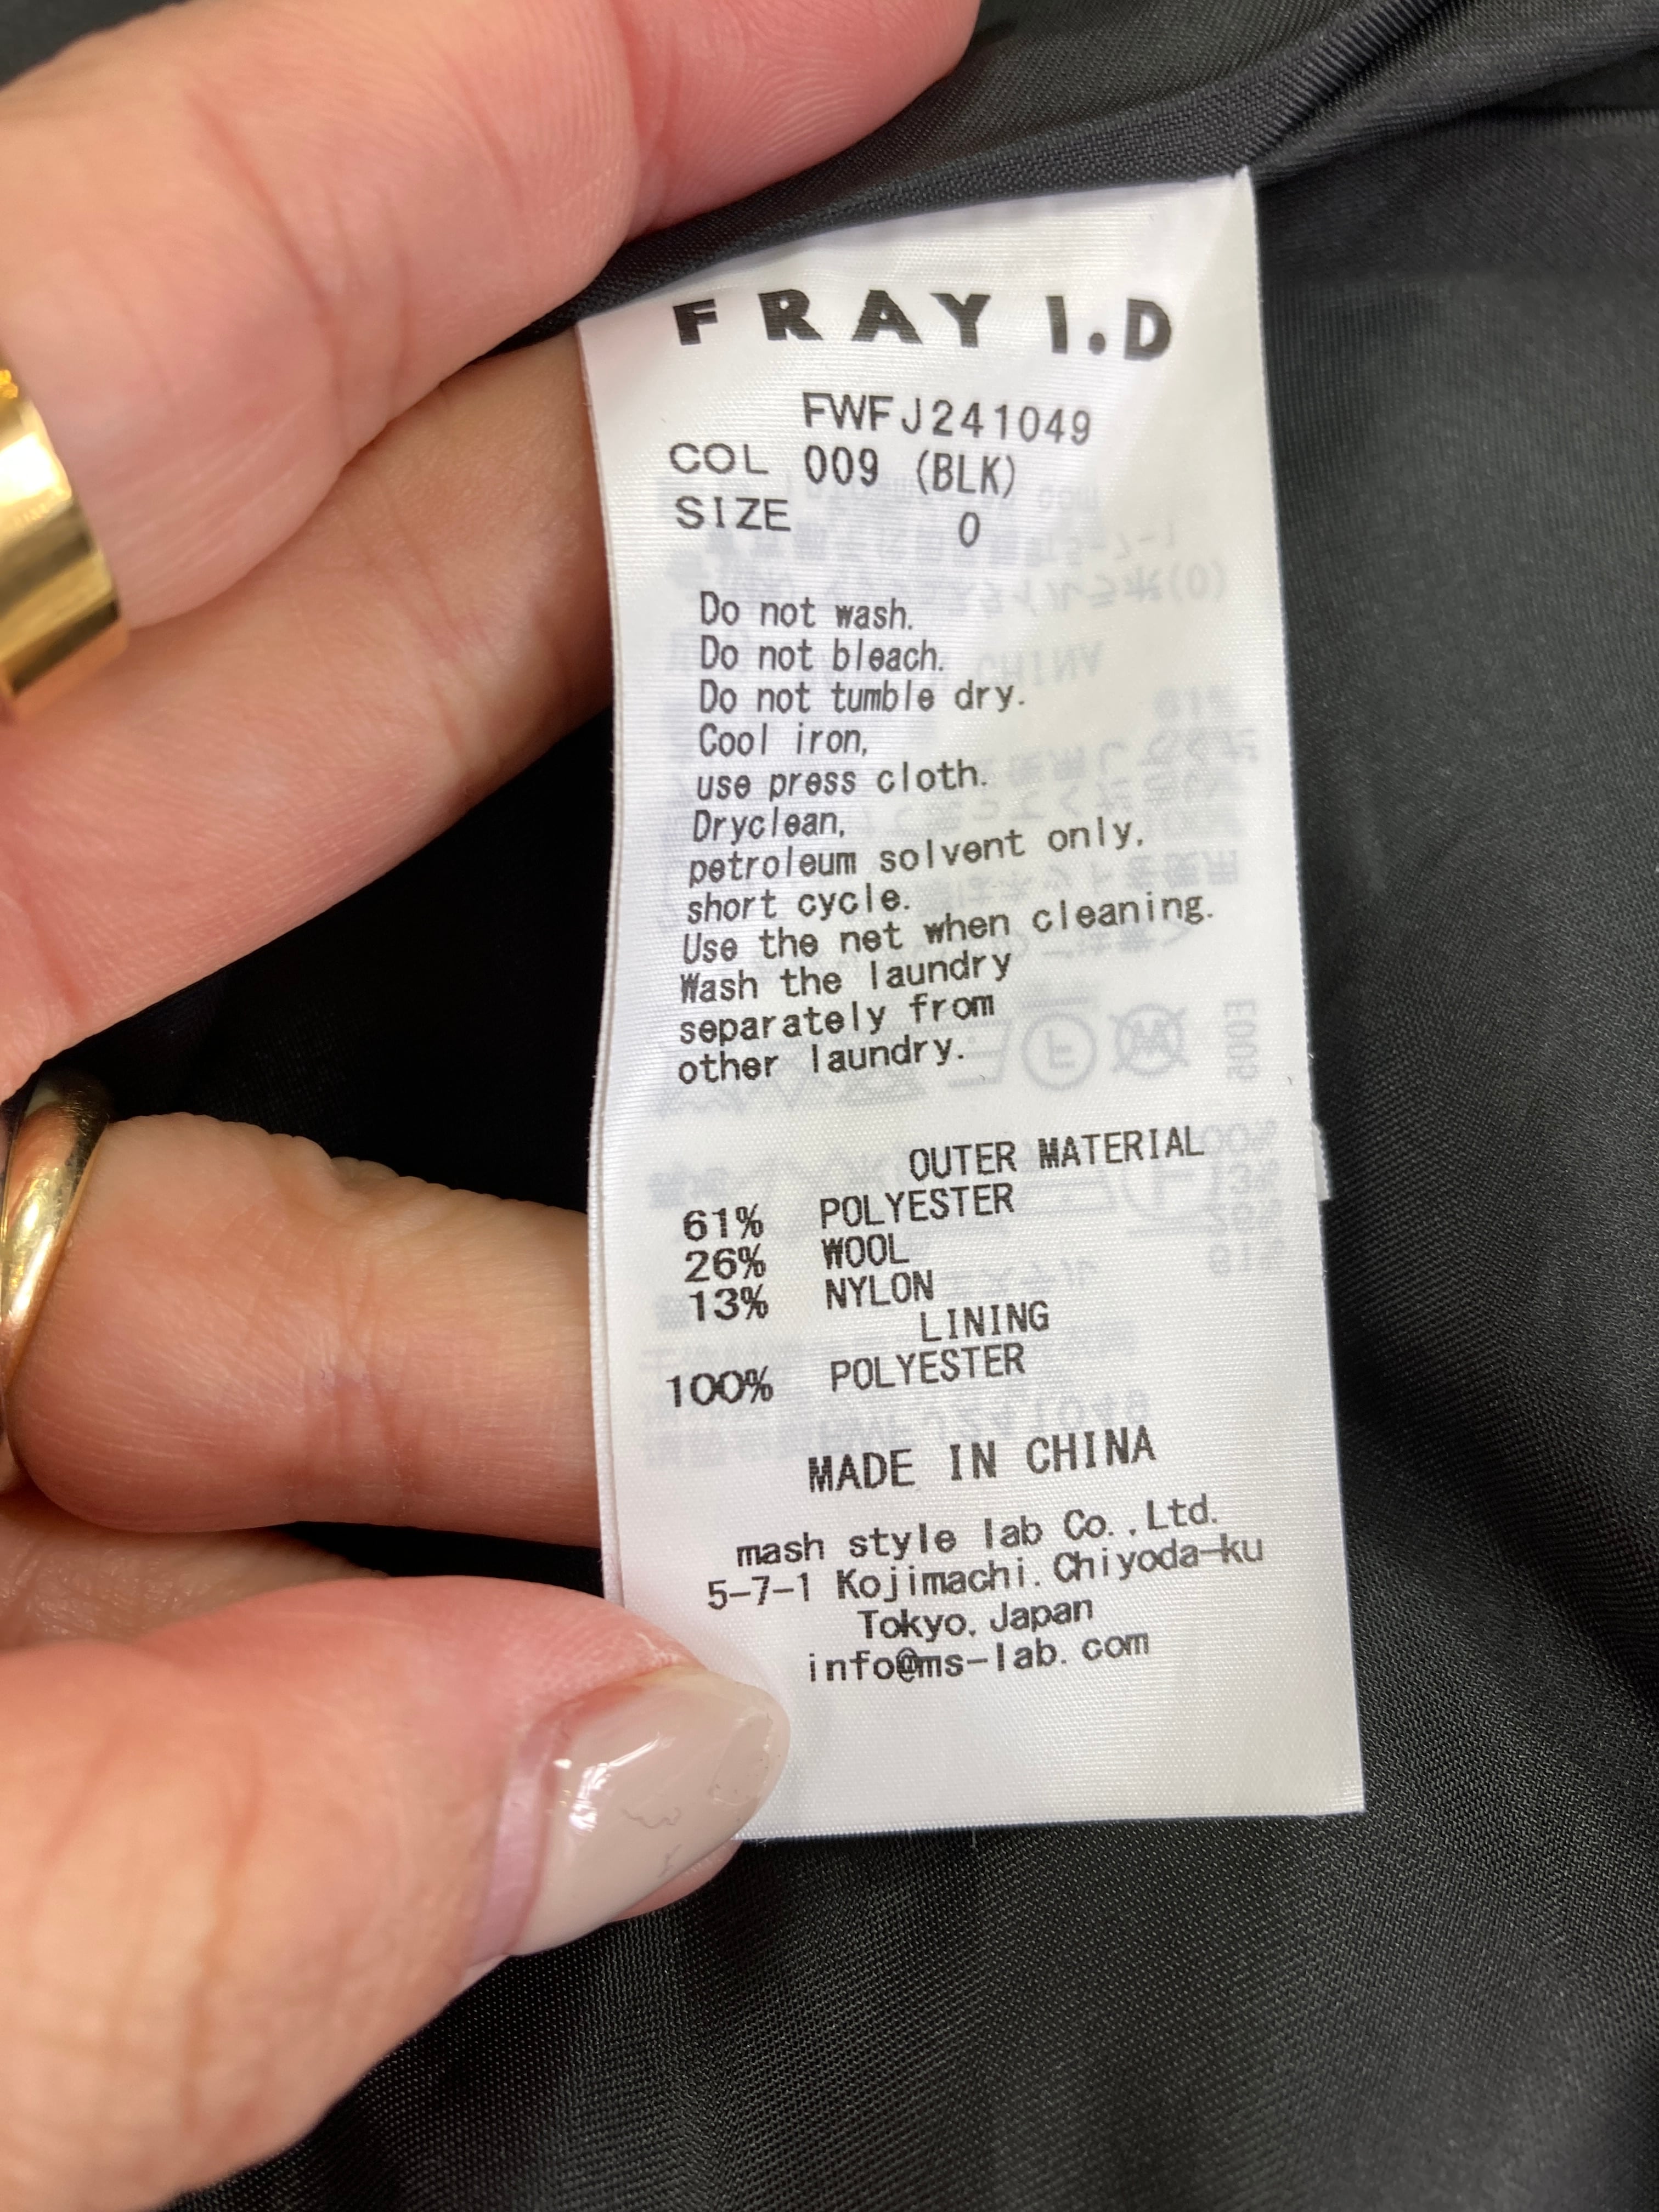 FRAY I.D
FWFJ241049
COL 009 (BLK)
SIZE 0
Do not wash.
Do not bleach.
Do not tumble dry.
Cool iron,
use press cloth.
Dryclean,
petroleum solvent only,
short cycle.
Use the net when cleaning.
Wash the laundry
separately from
other laundry.
OUTER MATERIAL
61% POLYESTER
26% WOOL
13% NYLON
LINING
100% POLYESTER
MADE IN CHINA
mash style lab Co.,Ltd.
5-7-1 Kojimachi.Chiyoda-ku
Tokyo, Japan
info@ms-lab.com